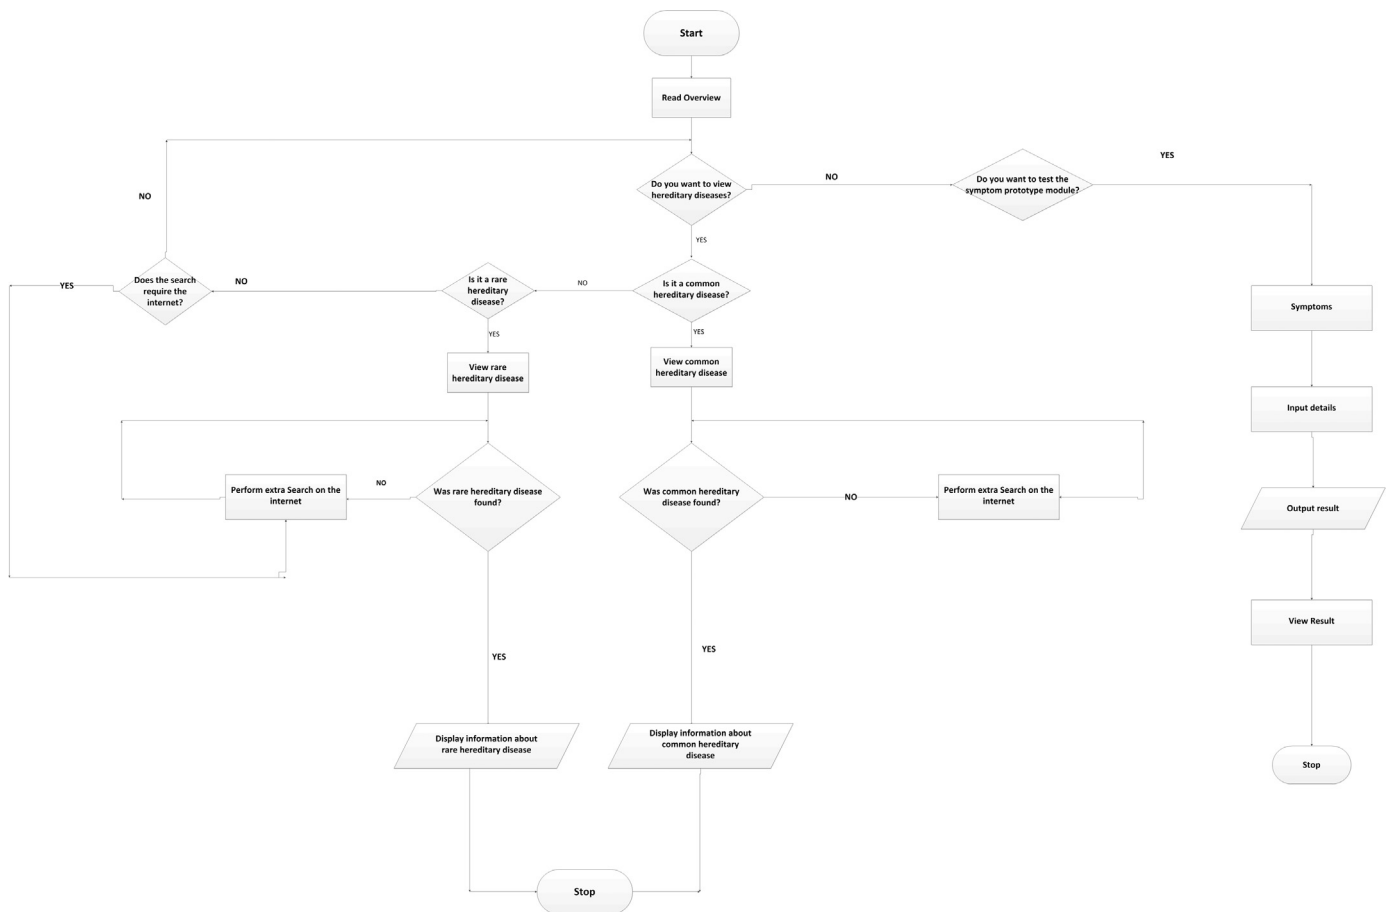 Start
Read Overview
YES
Do you want to view
hereditary diseases?
NO
Do you want to test the
symptom prototype module?
NO
YES
Does the search
require the
internet?
YES
NO
Is it a rare
hereditary
disease?
NO
Is it a common
hereditary disease?
Symptoms
YES
YES
View rare
hereditary disease
View common
hereditary disease
Input details
Perform extra Search on the
internet
NO
Was rare hereditary disease
found?
Was common hereditary
disease found?
NO
Perform extra Search on the
internet
Output result
View Result
YES
YES
Display information about
rare hereditary disease
Display information about
common hereditary
disease
Stop
Stop